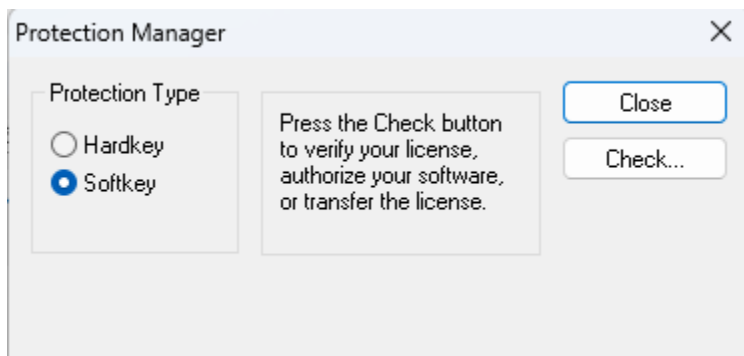 Protection Manager
Protection Type
Hardkey
Softkey
Press the Check button
to verify your license,
authorize your software,
or transfer the license.
Close
Check...